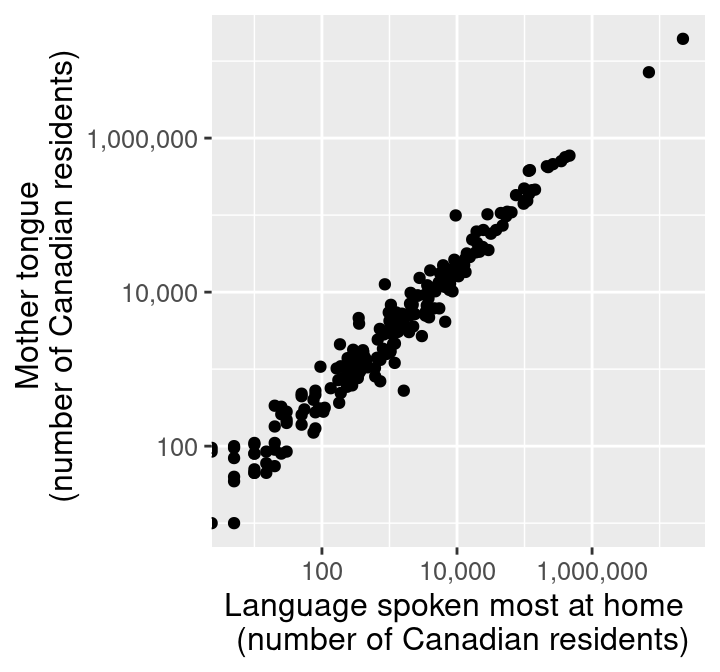 Mother tongue
(number of Canadian residents)
1,000,000
10,000
100
100 10,000 1,000,000
Language spoken most at home
(number of Canadian residents)